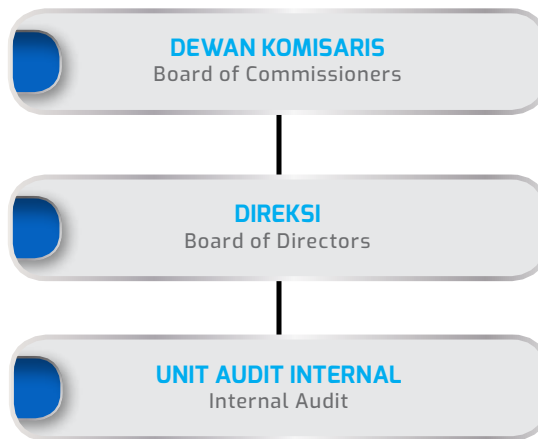 DEWAN KOMISARIS
Board of Commissioners
DIREKSI
Board of Directors
UNIT AUDIT INTERNAL
Internal Audit